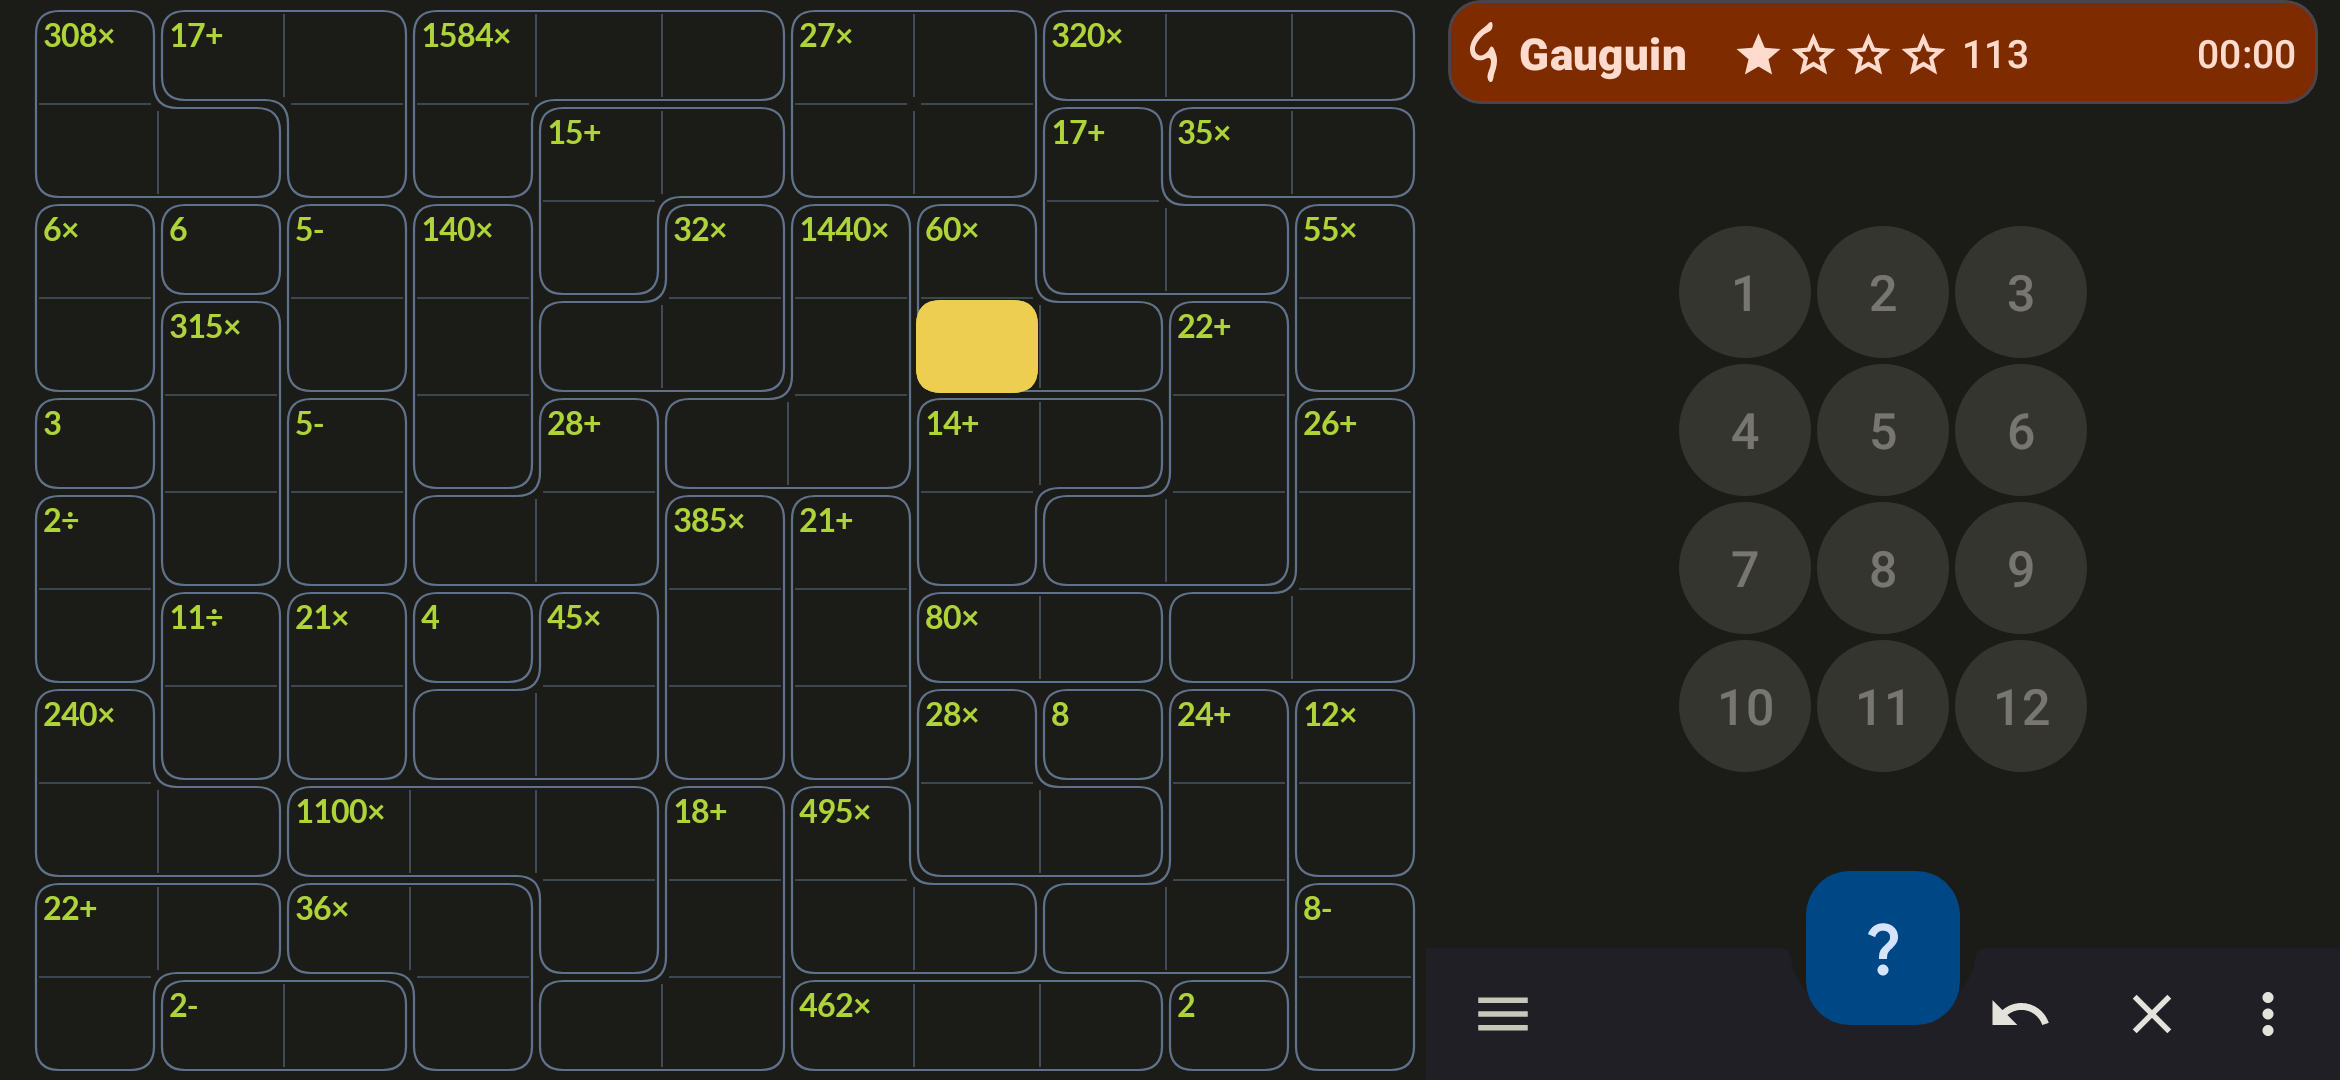 308× 17+ 1584× 27× 320×
15+ 17+ 35×
6× 6 5- 140× 32× 1440× 60× 55×
315× 22+
3 5- 28+ 14+ 26+
2÷ 385× 21+
11÷ 21× 4 45× 80×
240× 28× 8 24+ 12×
1100× 18+ 495×
22+ 36× 8-
2- 462× 2
Gauguin 113 00:00
1 2 3
4 5 6
7 8 9
10 11 12
?